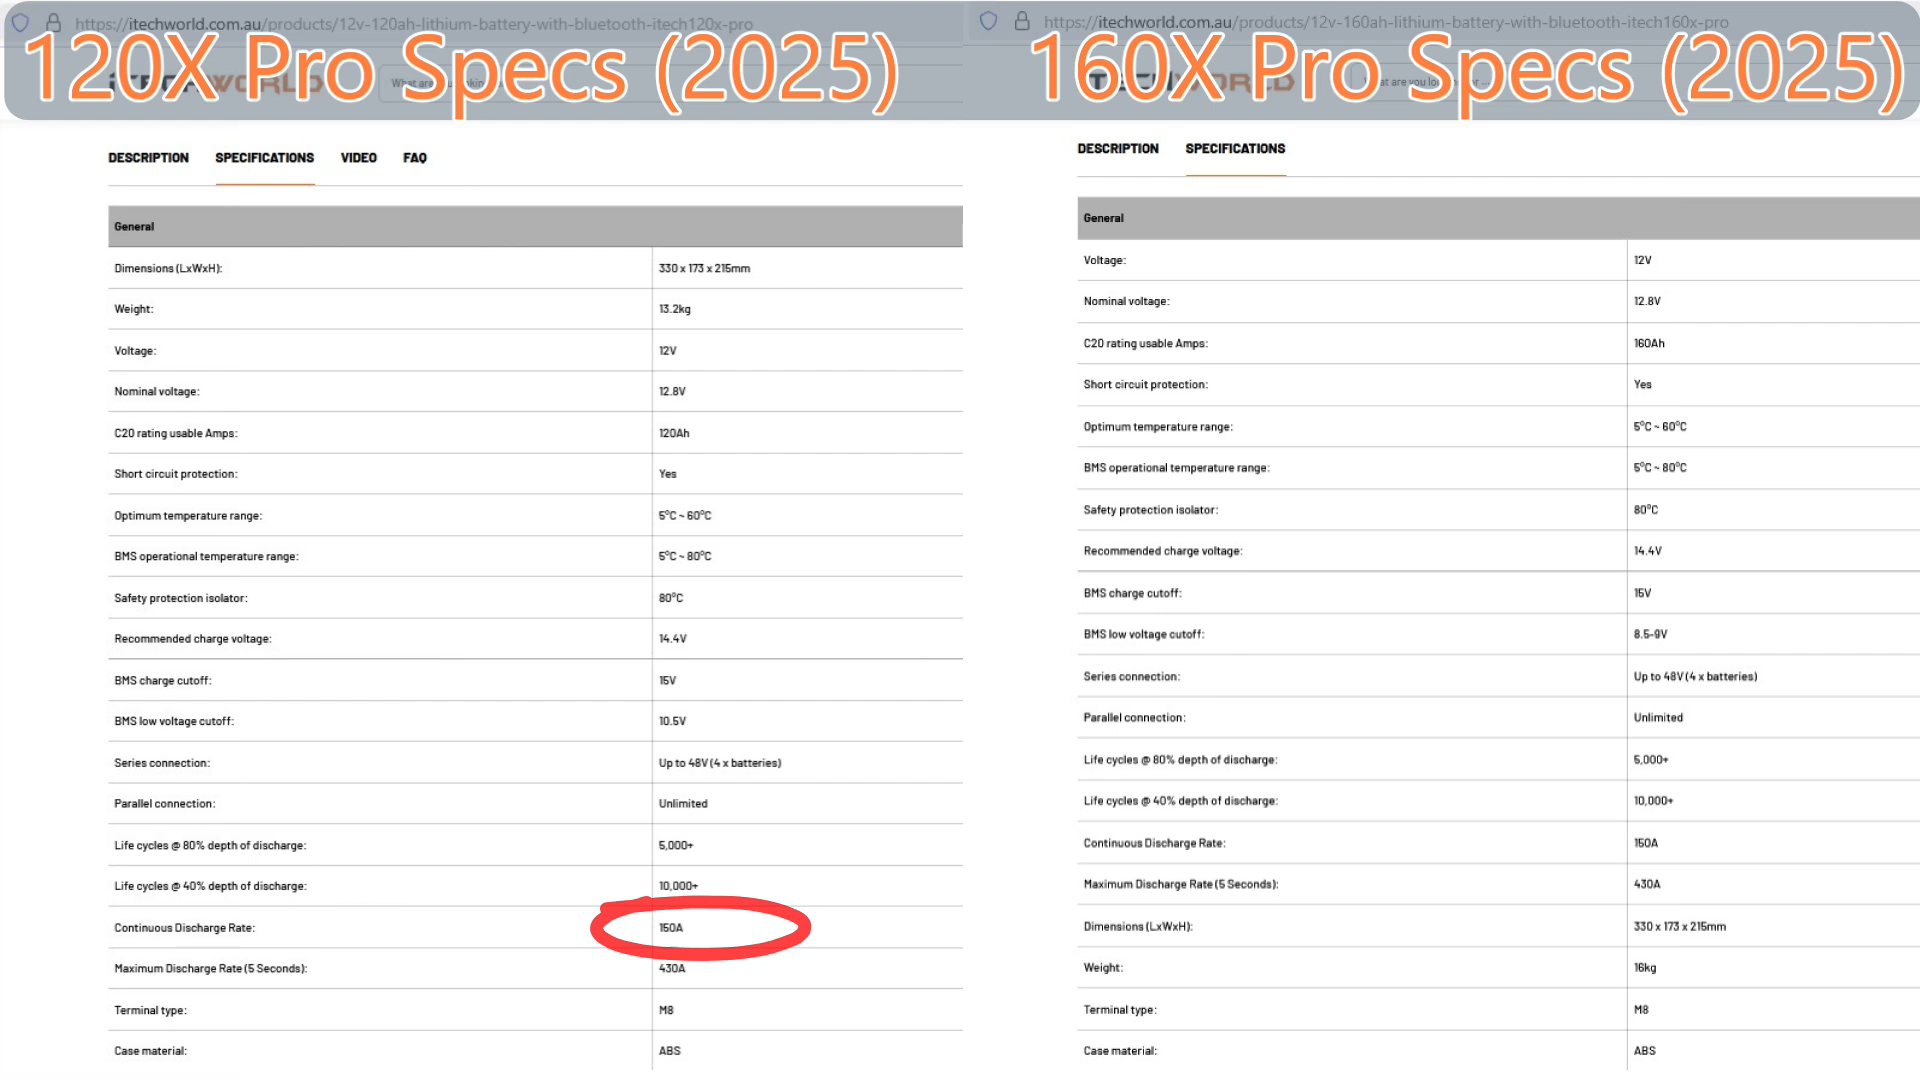 https://itechworld.com.au/products/12v-120ah-lithium-battery-with-bluetooth-itech120x-pro
120X Pro Specs (2025)
DESCRIPTION SPECIFICATIONS VIDEO FAQ
General
Dimensions (LxWxH): 330 x 173 x 215mm
Weight: 13.2kg
Voltage: 12V
Nominal voltage: 12.8V
C20 rating usable Amps: 120Ah
Short circuit protection: Yes
Optimum temperature range: 5°C ~ 60°C
BMS operational temperature range: 5°C ~ 80°C
Safety protection isolator: 80°C
Recommended charge voltage: 14.4V
BMS charge cutoff: 15V
BMS low voltage cutoff: 10.5V
Series connection: Up to 48V (4 x batteries)
Parallel connection: Unlimited
Life cycles @ 80% depth of discharge: 5,000+
Life cycles @ 40% depth of discharge: 10,000+
Continuous Discharge Rate: 150A
Maximum Discharge Rate (5 Seconds): 430A
Terminal type: M8
Case material: ABS
https://itechworld.com.au/products/12v-160ah-lithium-battery-with-bluetooth-itech160x-pro
160X Pro Specs (2025)
DESCRIPTION SPECIFICATIONS
General
Voltage: 12V
Nominal voltage: 12.8V
C20 rating usable Amps: 160Ah
Short circuit protection: Yes
Optimum temperature range: 5°C ~ 60°C
BMS operational temperature range: 5°C ~ 80°C
Safety protection isolator: 80°C
Recommended charge voltage: 14.4V
BMS charge cutoff: 15V
BMS low voltage cutoff: 8.5-9V
Series connection: Up to 48V (4 x batteries)
Parallel connection: Unlimited
Life cycles @ 80% depth of discharge: 5,000+
Life cycles @ 40% depth of discharge: 10,000+
Continuous Discharge Rate: 150A
Maximum Discharge Rate (5 Seconds): 430A
Dimensions (LxWxH): 330 x 173 x 215mm
Weight: 16kg
Terminal type: M8
Case material: ABS